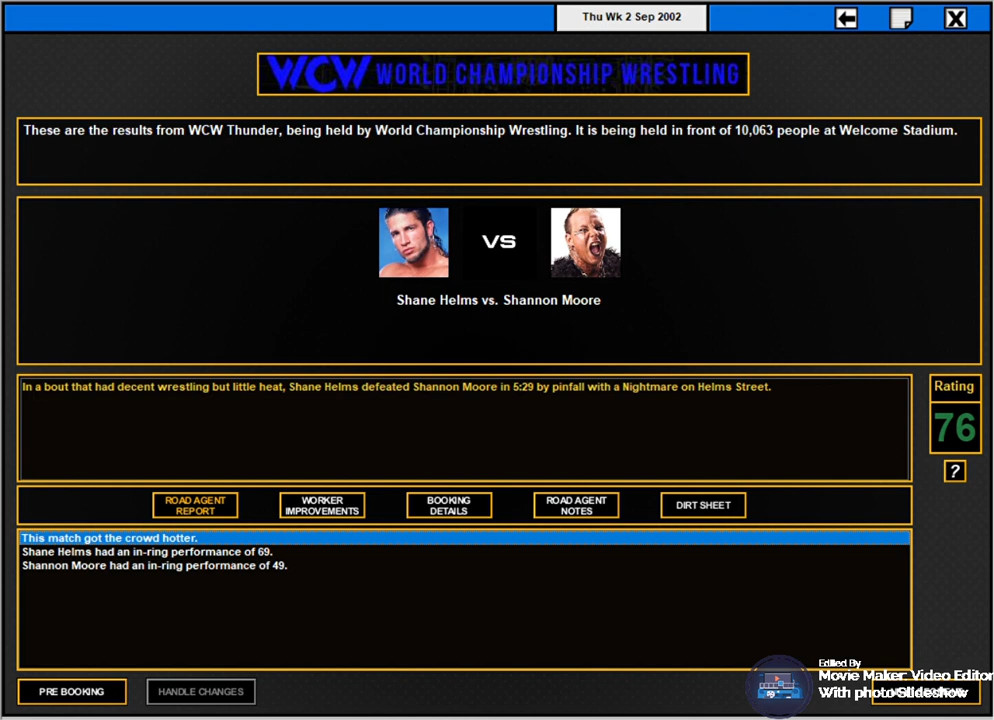 Thu Wk 2 Sep 2002
WCW WORLD CHAMPIONSHIP WRESTLING
These are the results from WCW Thunder, being held by World Championship Wrestling. It is being held in front of 10,063 people at Welcome Stadium.
VS
Shane Helms vs. Shannon Moore
In a bout that had decent wrestling but little heat, Shane Helms defeated Shannon Moore in 5:29 by pinfall with a Nightmare on Helms Street.
Rating
76
?
ROAD AGENT
REPORT
WORKER
IMPROVEMENTS
BOOKING
DETAILS
ROAD AGENT
NOTES
DIRT SHEET
This match got the crowd hotter.
Shane Helms had an in-ring performance of 69.
Shannon Moore had an in-ring performance of 49.
PRE BOOKING
HANDLE CHANGES
Edited By
Movie Maker: Video Editor
With photo Slideshow